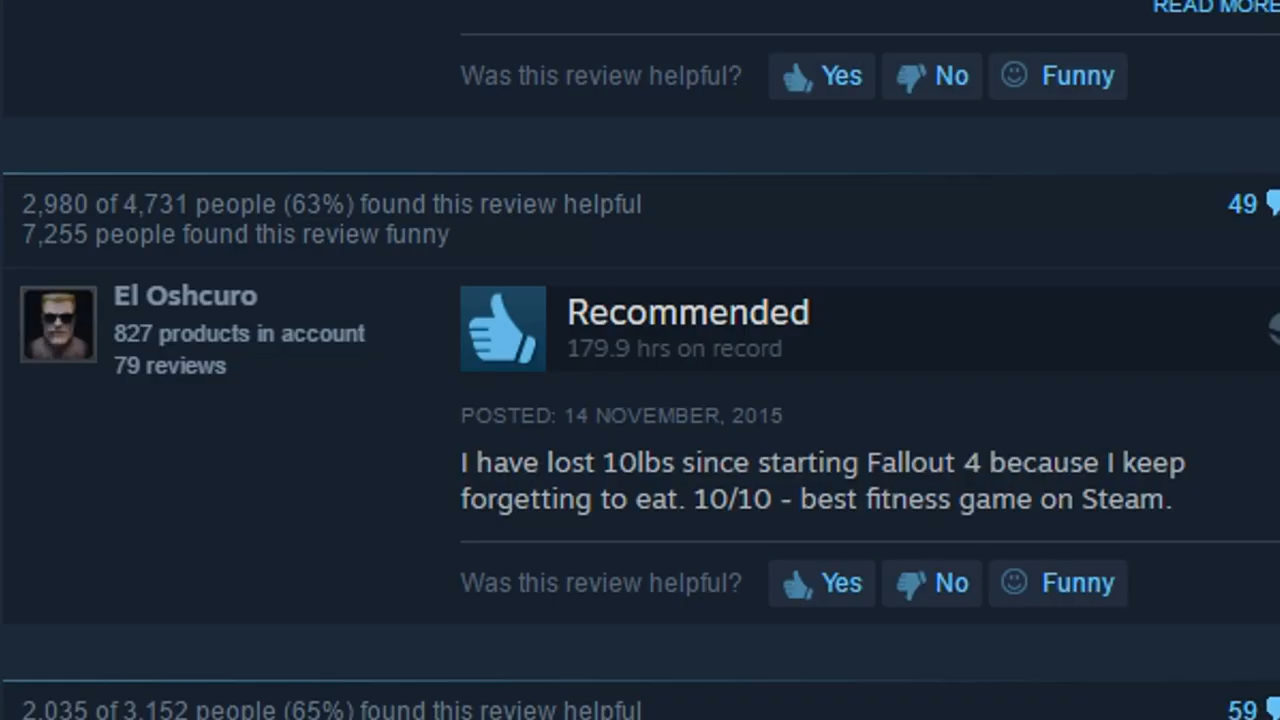 READ MORE
Was this review helpful? Yes No Funny
2,980 of 4,731 people (63%) found this review helpful
49
7,255 people found this review funny
El Oshcuro
827 products in account
79 reviews
Recommended
179.9 hrs on record
POSTED: 14 NOVEMBER, 2015
I have lost 10lbs since starting Fallout 4 because I keep
forgetting to eat. 10/10 - best fitness game on Steam.
Was this review helpful? Yes No Funny
2,035 of 3,152 people (65%) found this review helpful
59